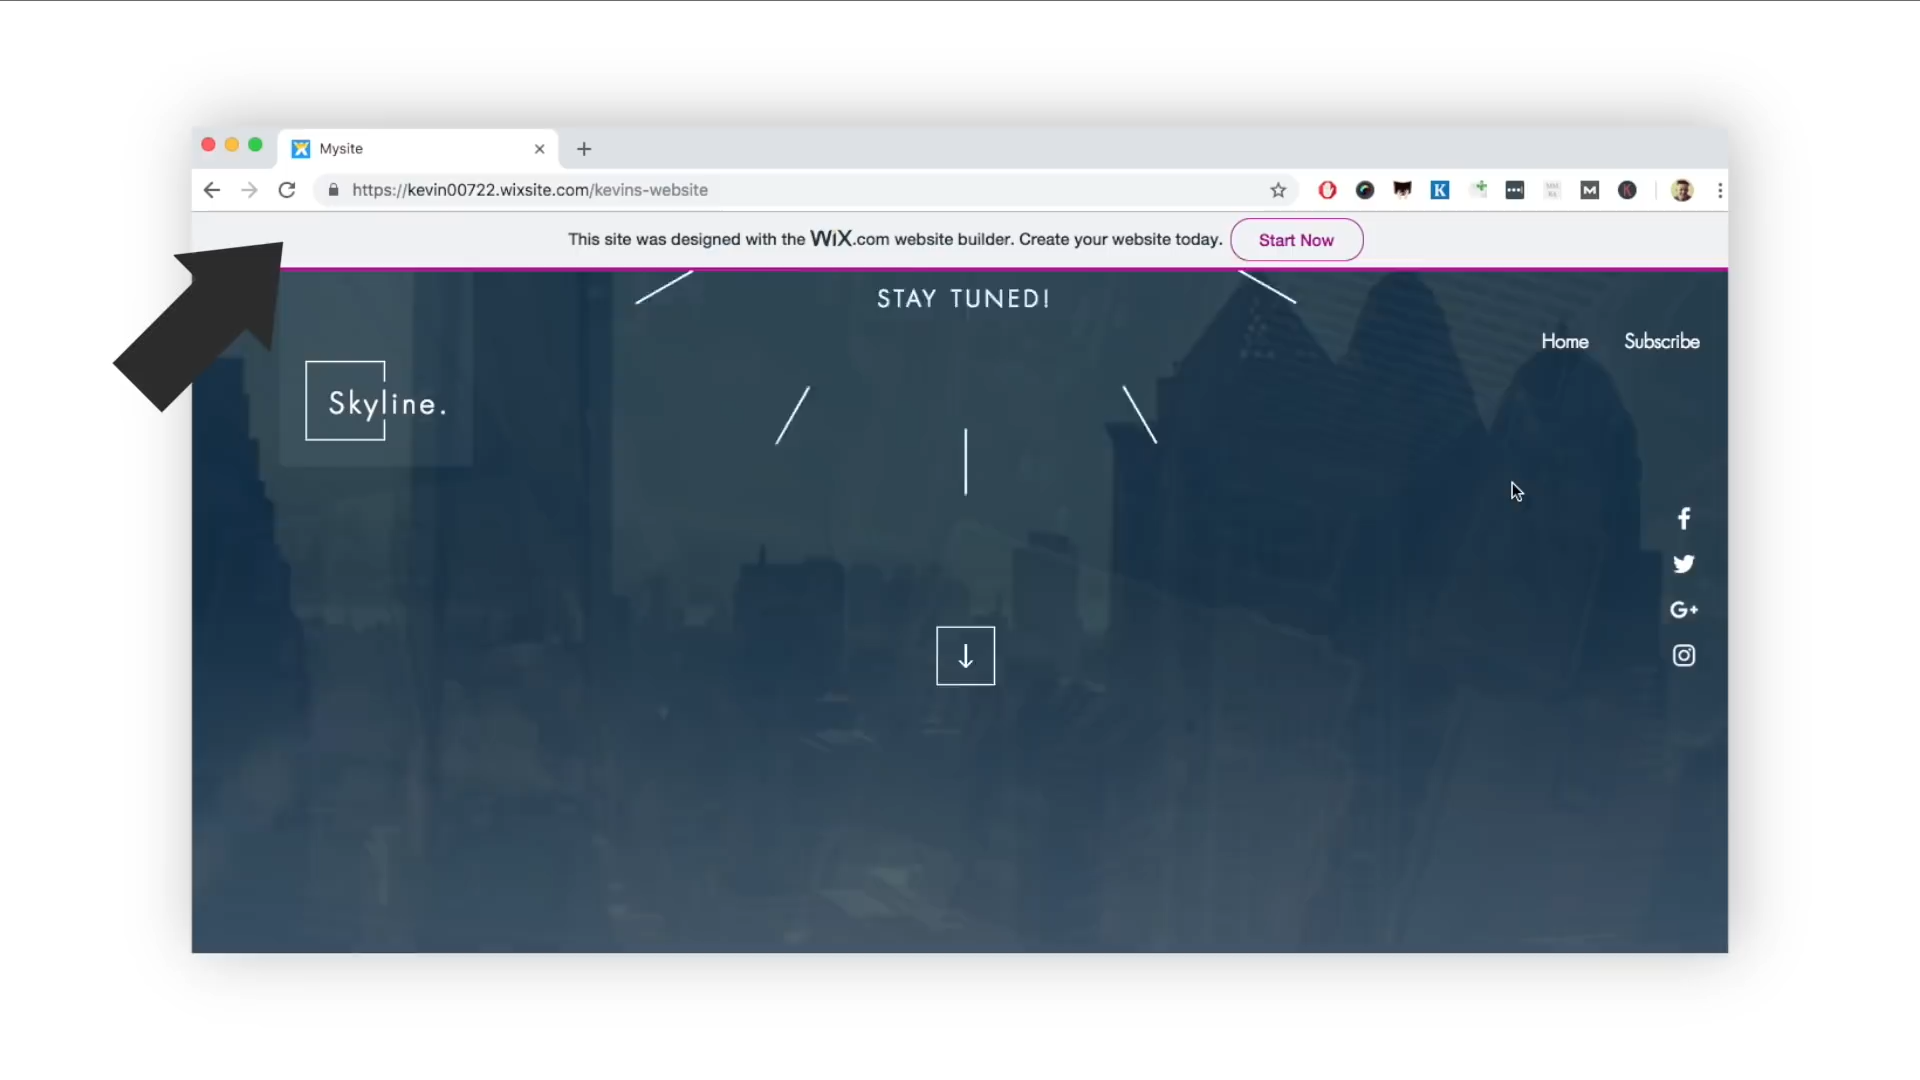 Mysite
https://kevin00722.wixsite.com/kevins-website
This site was designed with the WiX.com website builder. Create your website today. Start Now
STAY TUNED!
Home Subscribe
Skyline.